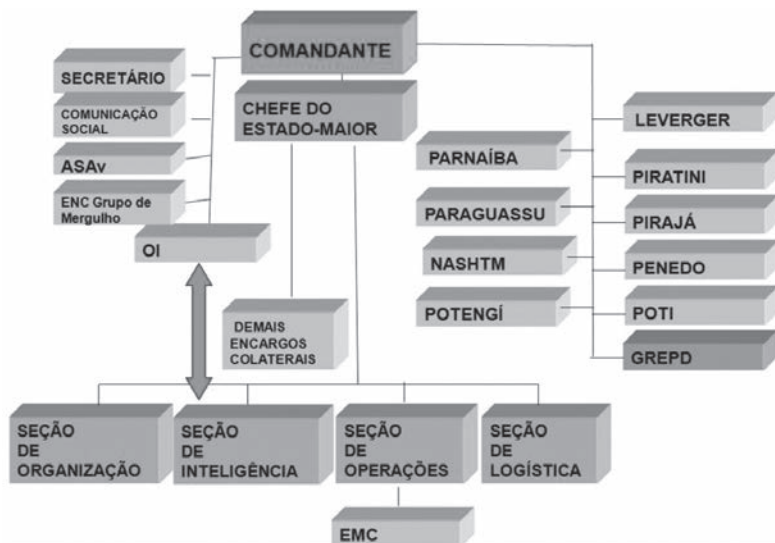 COMANDANTE
SECRETÁRIO
COMUNICAÇÃO
SOCIAL
ASAv
ENC Grupo de
Mergulho
OI
CHEFE DO
ESTADO-MAIOR
DEMAIS
ENCARGOS
COLATERAIS
PARNAÍBA
PARAGUASSU
NASHTM
POTENGÍ
LEVERGER
PIRATINI
PIRAJÁ
PENEDO
POTI
GREPD
SEÇÃO
DE
ORGANIZAÇÃO
SEÇÃO
DE
INTELIGÊNCIA
SEÇÃO
DE
OPERAÇÕES
SEÇÃO
DE
LOGÍSTICA
EMC